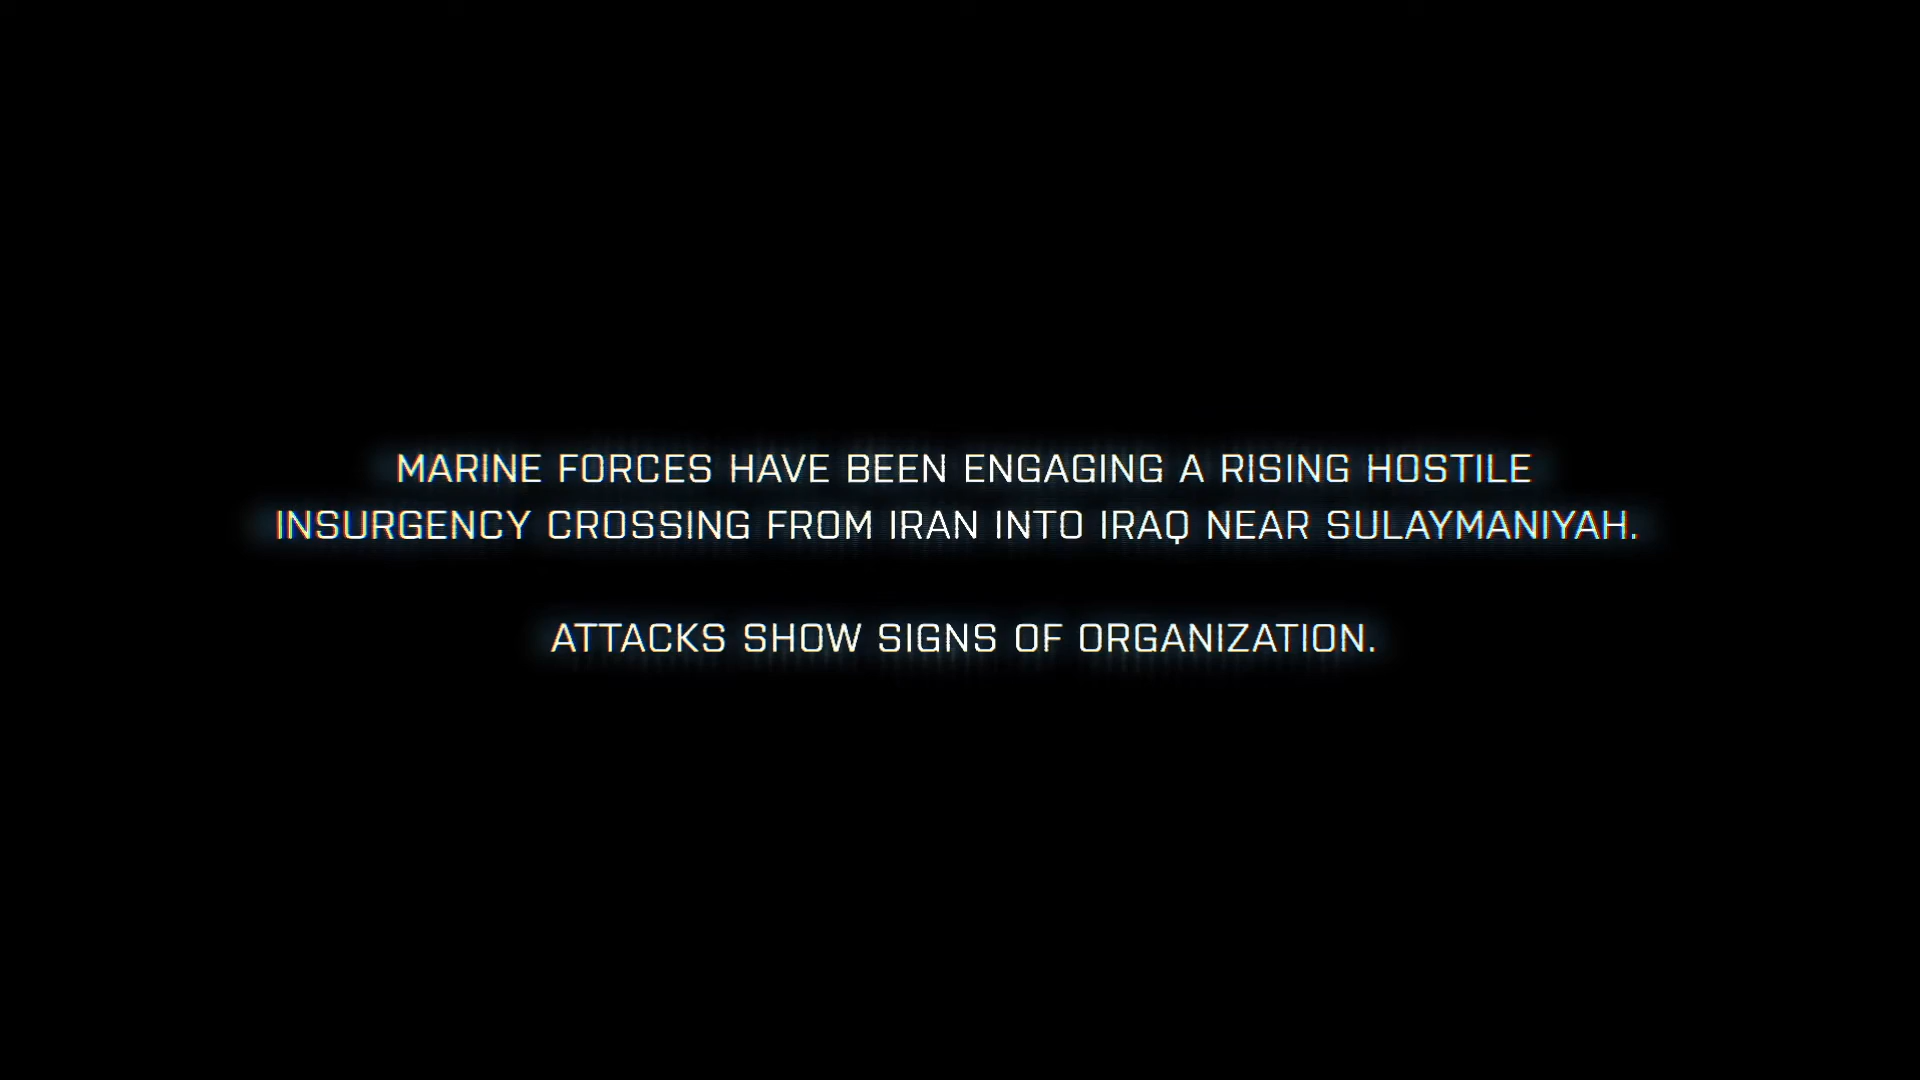 MARINE FORCES HAVE BEEN ENGAGING A RISING HOSTILE
INSURGENCY CROSSING FROM IRAN INTO IRAQ NEAR SULAYMANIYAH.
ATTACKS SHOW SIGNS OF ORGANIZATION.